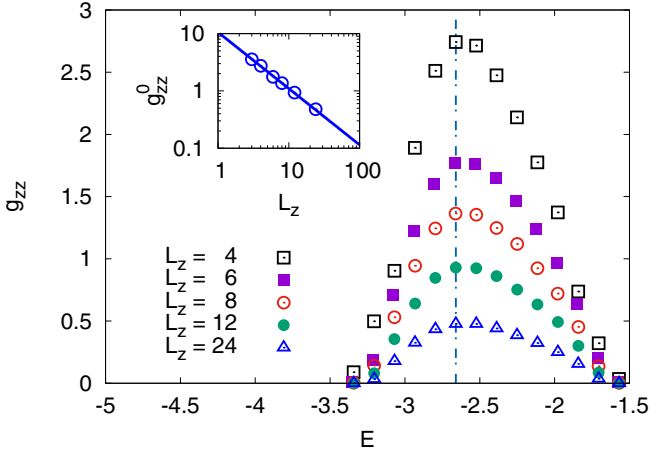 3
2.5
2
1.5
1
0.5
0
g_zz
-5
-4.5
-4
-3.5
-3
-2.5
-2
-1.5
E
10
1
0.1
g^0_zz
1
10
100
L_z
L_z = 4
L_z = 6
L_z = 8
L_z = 12
L_z = 24